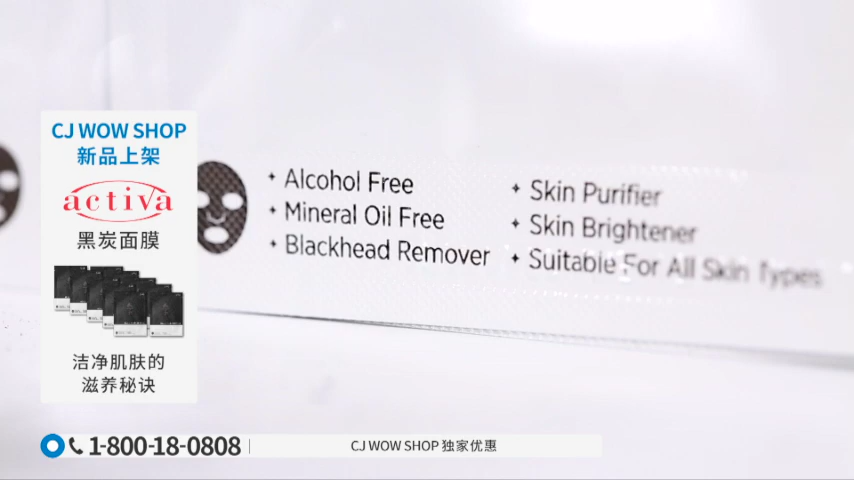 CJ WOW SHOP
新品上架
activa
黑炭面膜
洁净肌肤的
滋养秘诀
Alcohol Free
Mineral Oil Free
Blackhead Remover
Skin Purifier
Skin Brightener
Suitable For All Skin Types
1-800-18-0808
CJ WOW SHOP 独家优惠